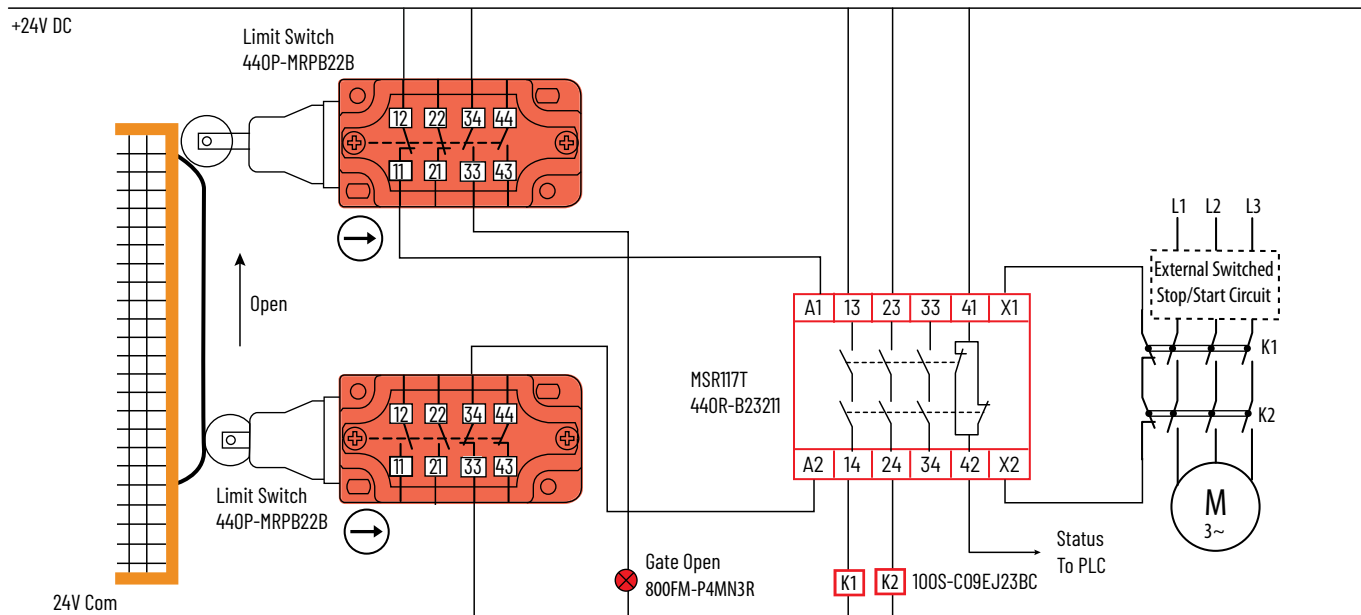 +24V DC
Limit Switch
440P-MRPB22B
12 22 34 44
11 21 33 43
Open
12 22 34 44
11 21 33 43
Limit Switch
440P-MRPB22B
24V Com
Gate Open
800FM-P4MN3R
MSR117T
440R-B23211
A1 13 23 33 41 X1
A2 14 24 34 42 X2
K1 K2 100S-C09EJ23BC
Status
To PLC
L1 L2 L3
External Switched
Stop/Start Circuit
K1
K2
M
3~